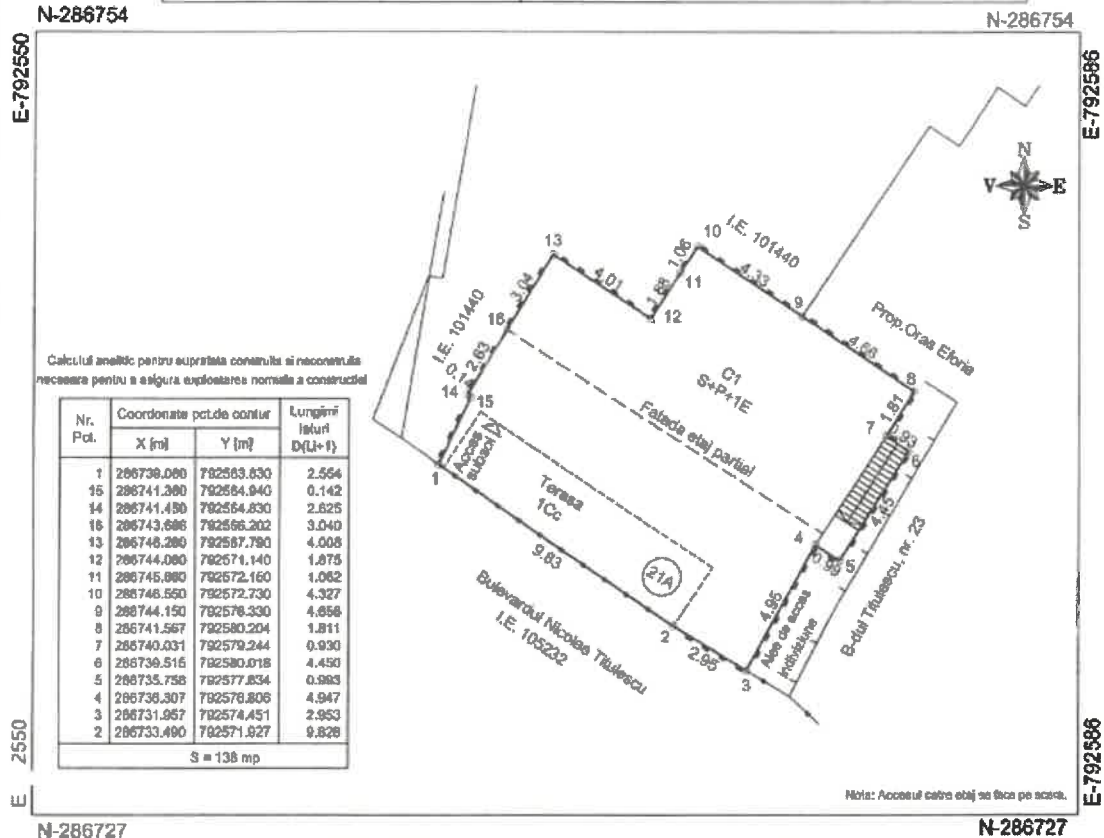 N-286754
N-286754
E-792550
E-792586
N
V E
S
10
I.E. 101440
13
1.06
11
4.33
4.01
1.88
9
3.04
12
16
I.E. 101440
4.66
Prop. Oras Eforie
2.63
C1
S+P+1E
8
0.1
14
15
1.81
7
0.93
6
Fatada etaj partial
Acces subsol
1
Terasa
1Cc
4.45
4
0.99
5
9.83
21A
B-dul Titulescu, nr. 23
4.95
Alee de acces
indiviziune
Bulevardul Nicolae Titulescu
I.E. 105232
2
2.95
3
Calculul analitic pentru suprafata construita si neconstruita
necesara pentru a asigura exploatarea normala a constructiei
Nr. Pct. Coordonate pct.de contur Lungimi laturi D(i,i+1)
X [m] Y [m]
1 286739.060 792563.830 2.554
15 286741.360 792564.940 0.142
14 286741.450 792564.830 2.625
16 286743.686 792566.202 3.040
13 286746.280 792567.790 4.008
12 286744.080 792571.140 1.875
11 286745.660 792572.150 1.062
10 286746.550 792572.730 4.327
9 286744.150 792576.330 4.656
8 286741.567 792580.204 1.811
7 286740.031 792579.244 0.930
6 286739.515 792580.018 4.450
5 286735.758 792577.634 0.993
4 286736.307 792576.806 4.947
3 286731.957 792574.451 2.953
2 286733.490 792571.927 9.828
S = 138 mp
E 2550
E-792586
Nota: Accesul catre etaj se face pe scara.
N-286727
N-286727